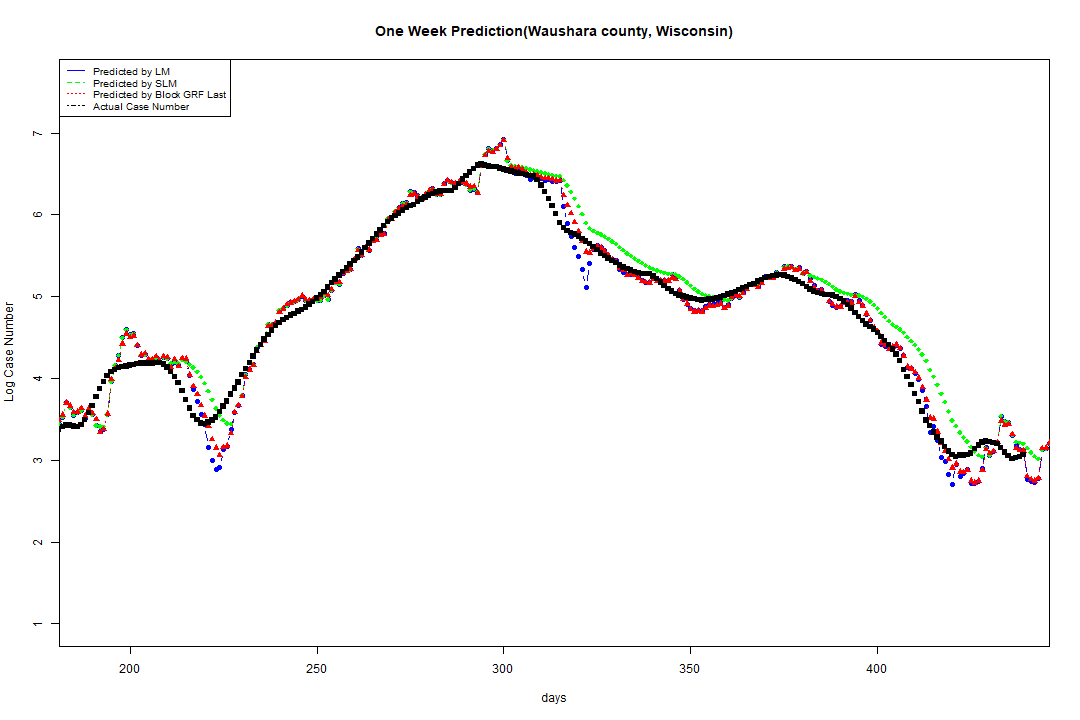 One Week Prediction(Waushara county, Wisconsin)
Predicted by LM
Predicted by SLM
Predicted by Block GRF Last
Actual Case Number
7
6
5
4
3
2
1
Log Case Number
200 250 300 350 400
days